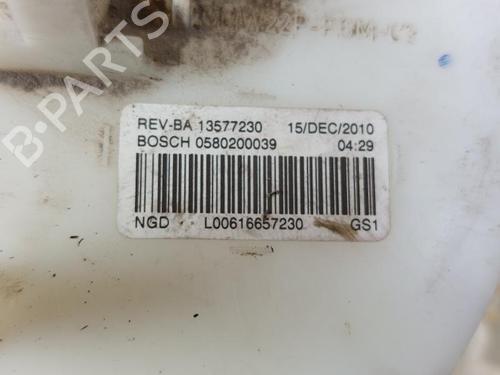 REV-BA 13577230 15/DEC/2010
BOSCH 0580200039 04:29
NGD L00616657230 GS1
B-PARTS